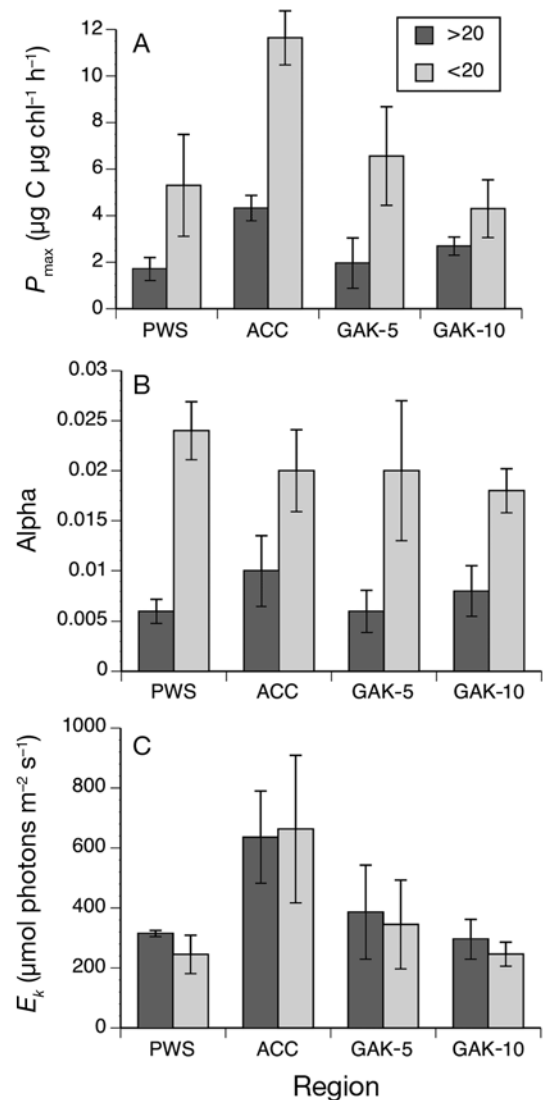 A
>20
<20
12
10
8
6
4
2
0
Pmax (µg C µg chl⁻¹ h⁻¹)
PWS ACC GAK-5 GAK-10
B
0.03
0.025
0.02
0.015
0.01
0.005
0
Alpha
PWS ACC GAK-5 GAK-10
C
1000
800
600
400
200
0
Ek (µmol photons m⁻² s⁻¹)
PWS ACC GAK-5 GAK-10
Region